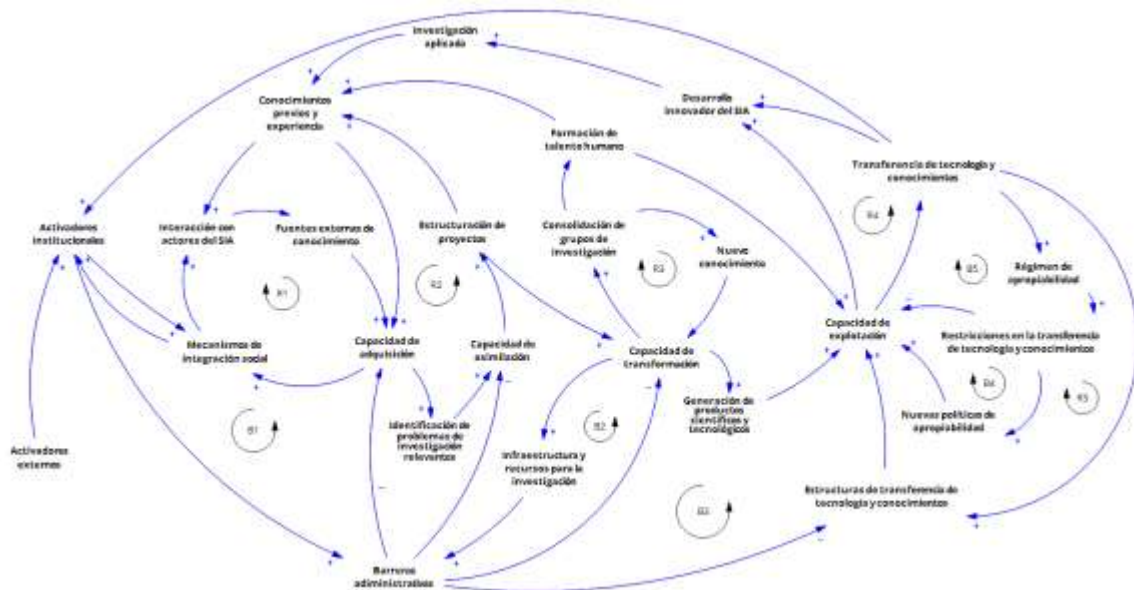 Investigación
aplicada
Conocimientos
previos y
experiencia
Desarrollo
innovador del SIA
Formación de
talento humano
Transferencia de tecnología y
conocimientos
R4
Activadores
institucionales
Interacción con
actores del SIA
Fuentes externas de
conocimiento
Estructuración de
proyectos
Consolidación de
grupos de
investigación
Nuevo
conocimiento
R1
R2
R3
B5
Régimen de
apropiabilidad
Mecanismos de
integración social
Capacidad de
adquisición
Capacidad de
asimilación
Capacidad de
transformación
Capacidad de
explotación
Restricciones en la transferencia
de tecnología y conocimientos
B4
R5
B1
B2
Identificación de
problemas de
investigación
relevantes
Generación de
productos
científicos y
tecnológicos
Nuevas políticas de
apropiabilidad
Activadores
externos
Infraestructura y
recursos para la
investigación
B3
Estructuras de transferencia de
tecnología y conocimientos
Barreras
administrativas